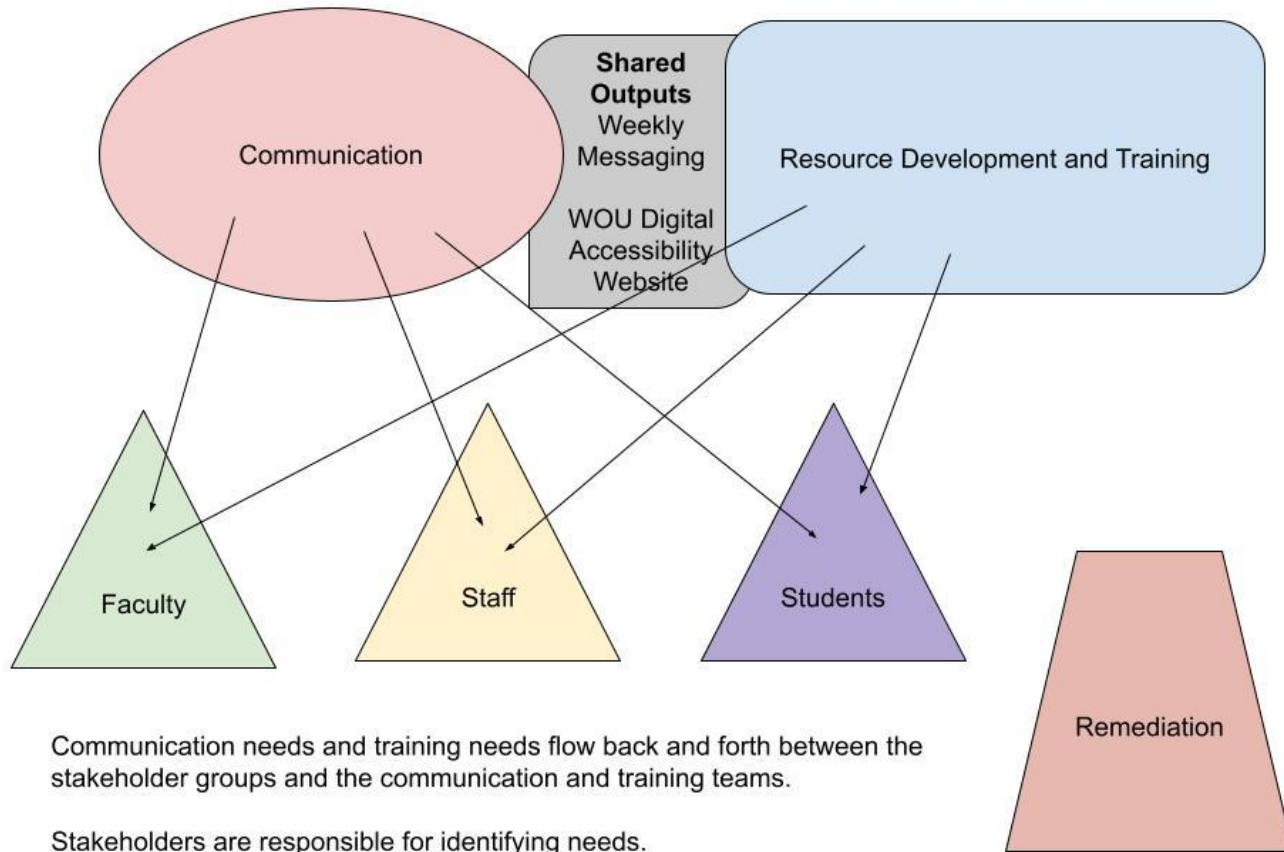 Communication
Shared
Outputs
Weekly
Messaging
WOU Digital
Accessibility
Website
Resource Development and Training
Faculty
Staff
Students
Remediation
Communication needs and training needs flow back and forth between the
stakeholder groups and the communication and training teams.
Stakeholders are responsible for identifying needs.